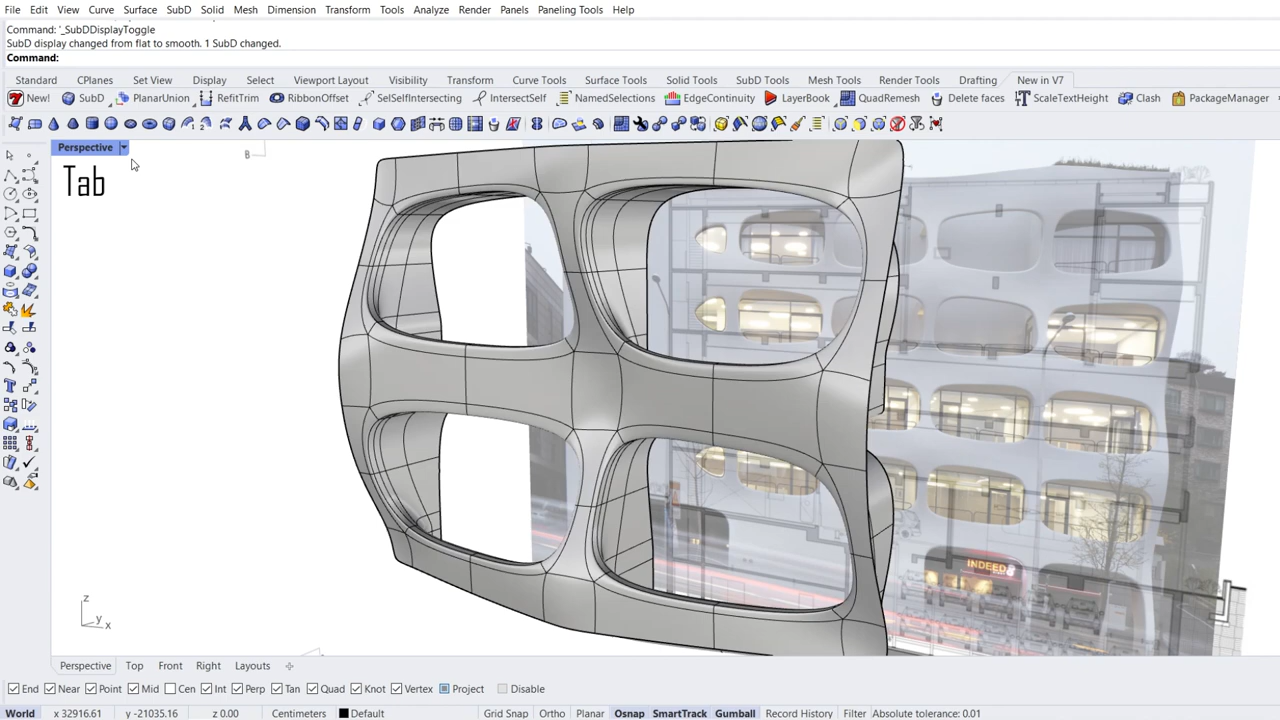 File Edit View Curve Surface SubD Solid Mesh Dimension Transform Tools Analyze Render Panels Paneling Tools Help
Command: '_SubDDisplayToggle
SubD display changed from flat to smooth. 1 SubD changed.
Command:
Standard CPlanes Set View Display Select Viewport Layout Visibility Transform Curve Tools Surface Tools Solid Tools SubD Tools Mesh Tools Render Tools Drafting New in V7
New! SubD PlanarUnion RefitTrim RibbonOffset SelSelfIntersecting IntersectSelf NamedSelections EdgeContinuity LayerBook QuadRemesh Delete faces ScaleTextHeight Clash PackageManager
Perspective
B
Tab
INDEED
z
y
x
Perspective Top Front Right Layouts
End Near Point Mid Cen Int Perp Tan Quad Knot Vertex Project Disable
World x 32916.61 y -21035.16 z 0.00 Centimeters Default Grid Snap Ortho Planar Osnap SmartTrack Gumball Record History Filter Absolute tolerance: 0.01